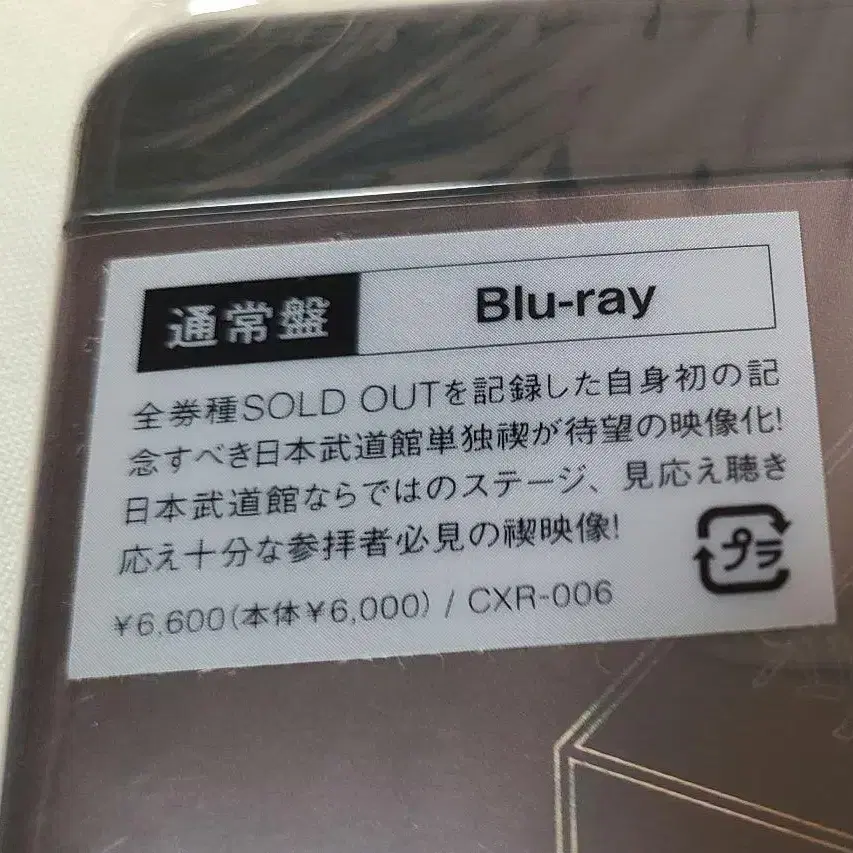 通常盤 Blu-ray
全券種SOLD OUTを記録した自身初の記
念すべき日本武道館単独禊が待望の映像化!
日本武道館ならではのステージ、見応え聴き
応え十分な参拝者必見の禊映像!
プラ
¥6,600(本体¥6,000) / CXR-006